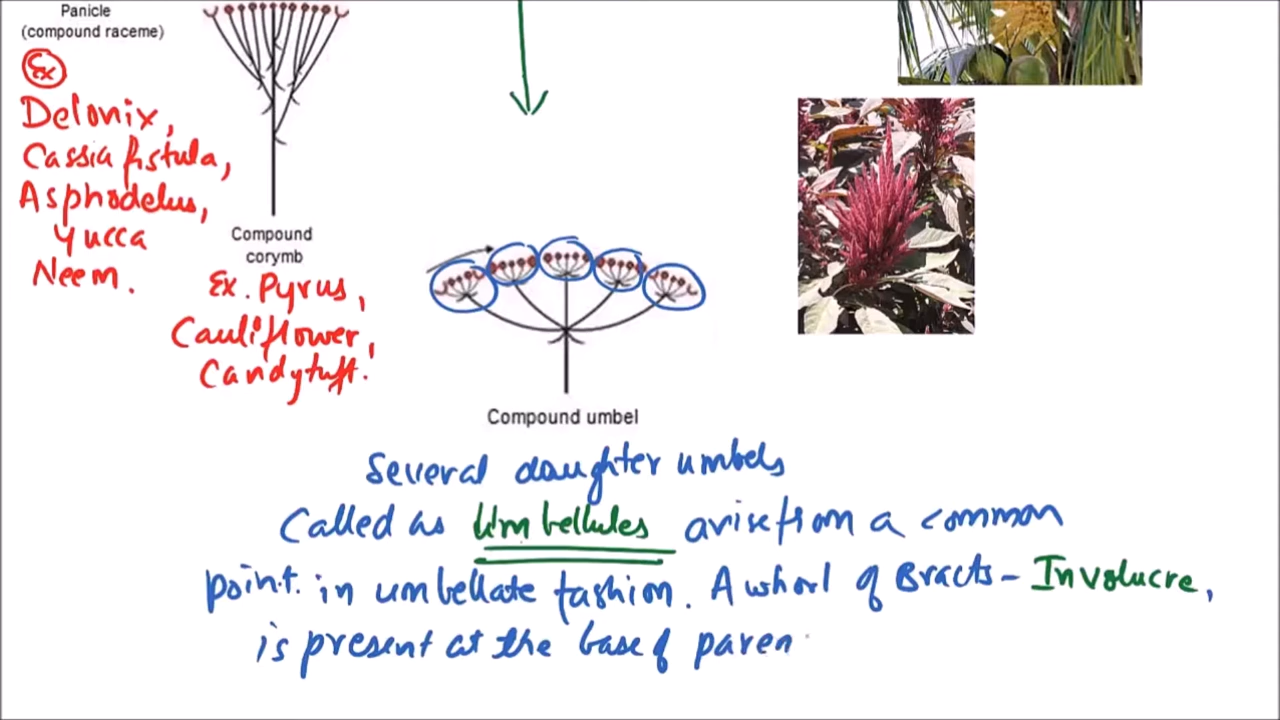 Panicle
(compound raceme)
Ex
Delonix,
Cassia fistula,
Asphodelus,
Yucca
Neem.
Compound
corymb
Ex. Pyrus,
Cauliflower,
Candytuft.
Compound umbel
Several daughter umbels
Called as Umbellules arise from a common
point in umbellate fashion. A whorl of Bracts - Involucre,
is present at the base of paren